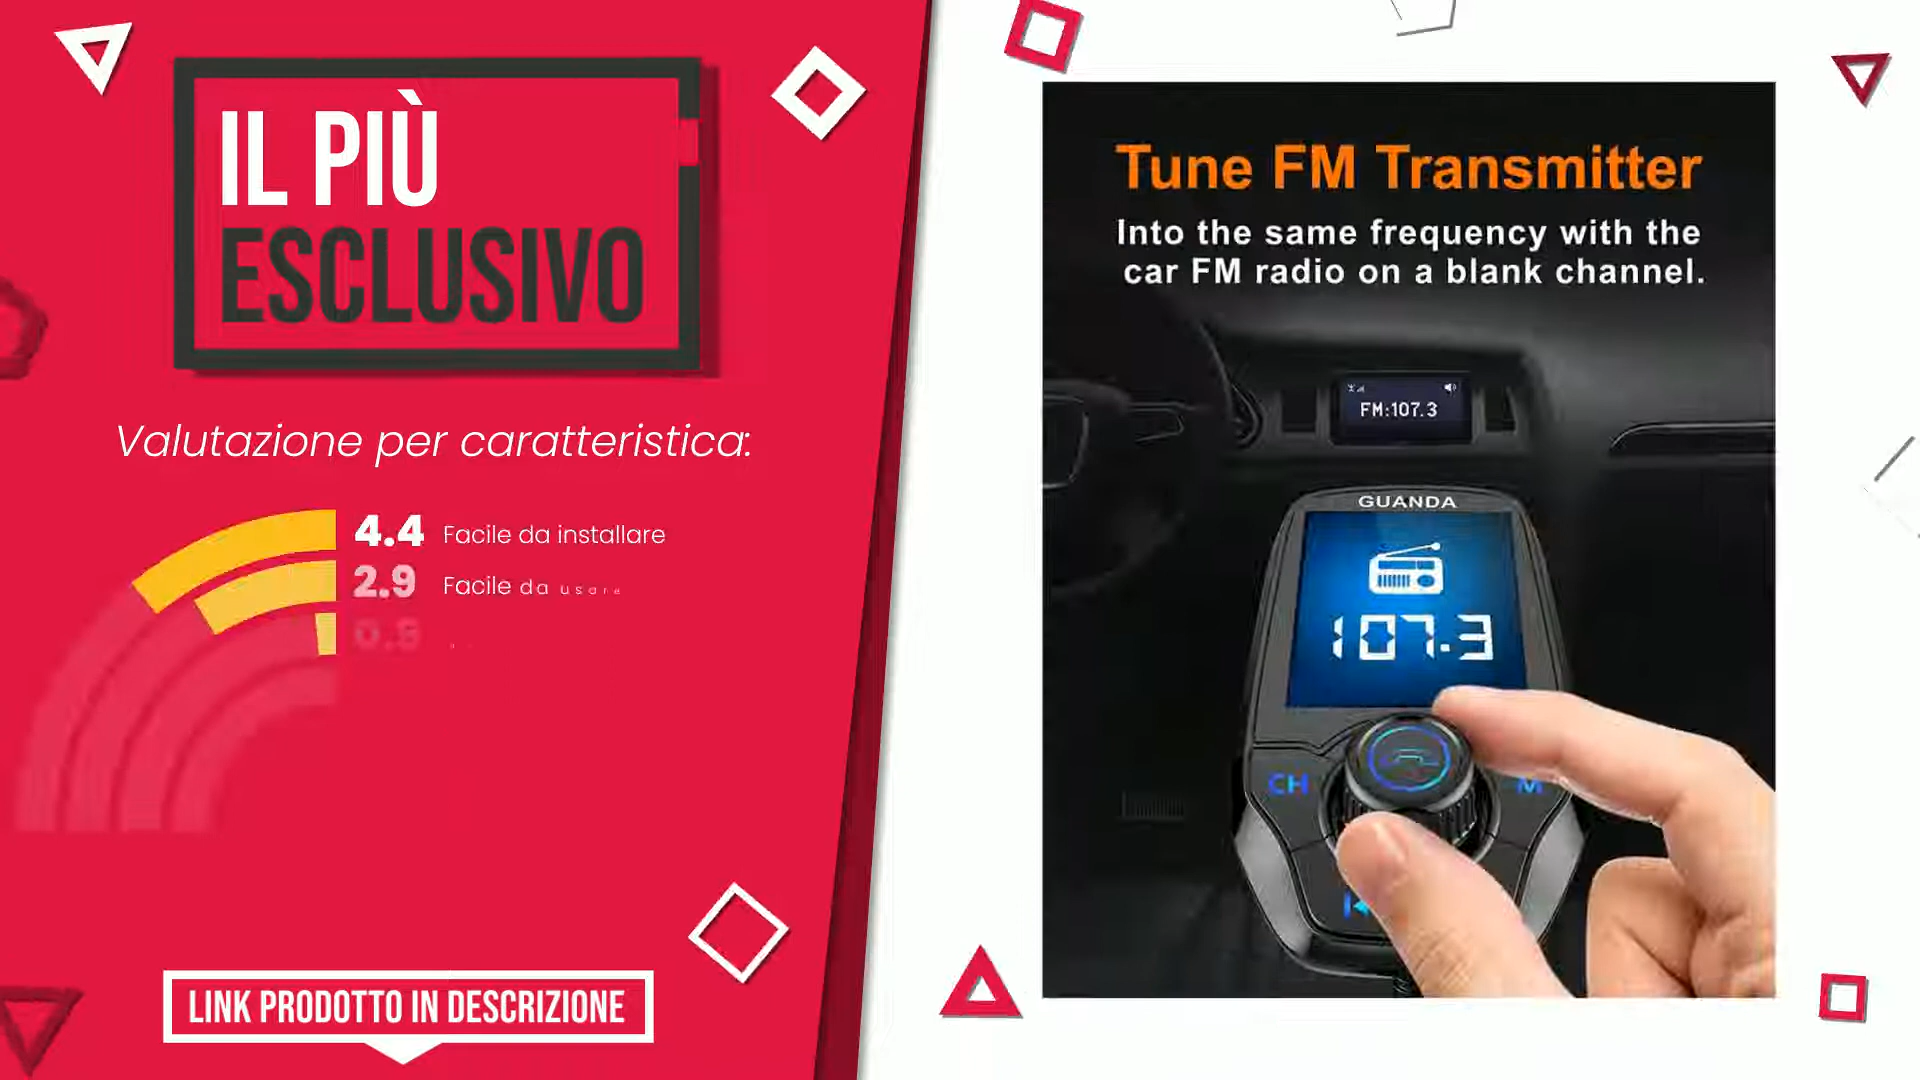 IL PIÙ
ESCLUSIVO
Valutazione per caratteristica:
4.4 Facile da installare
2.9 Facile da usare
LINK PRODOTTO IN DESCRIZIONE
Tune FM Transmitter
Into the same frequency with the
car FM radio on a blank channel.
FM:107.3
GUANDA
107.3
CH
M